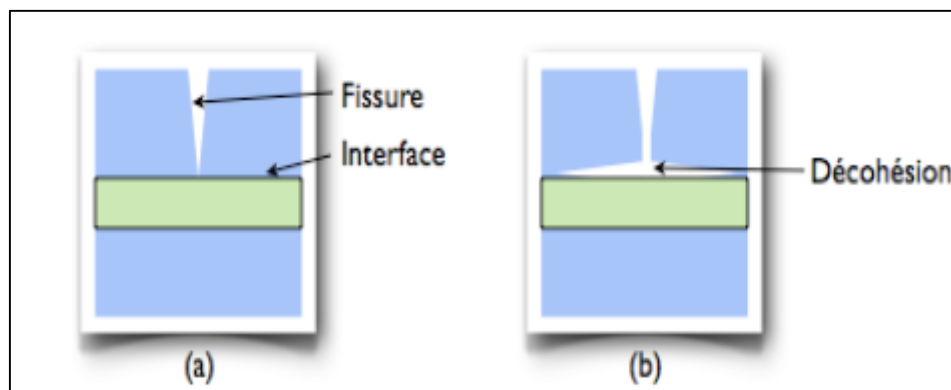 Fissure
Interface
Décohésion
(a)
(b)